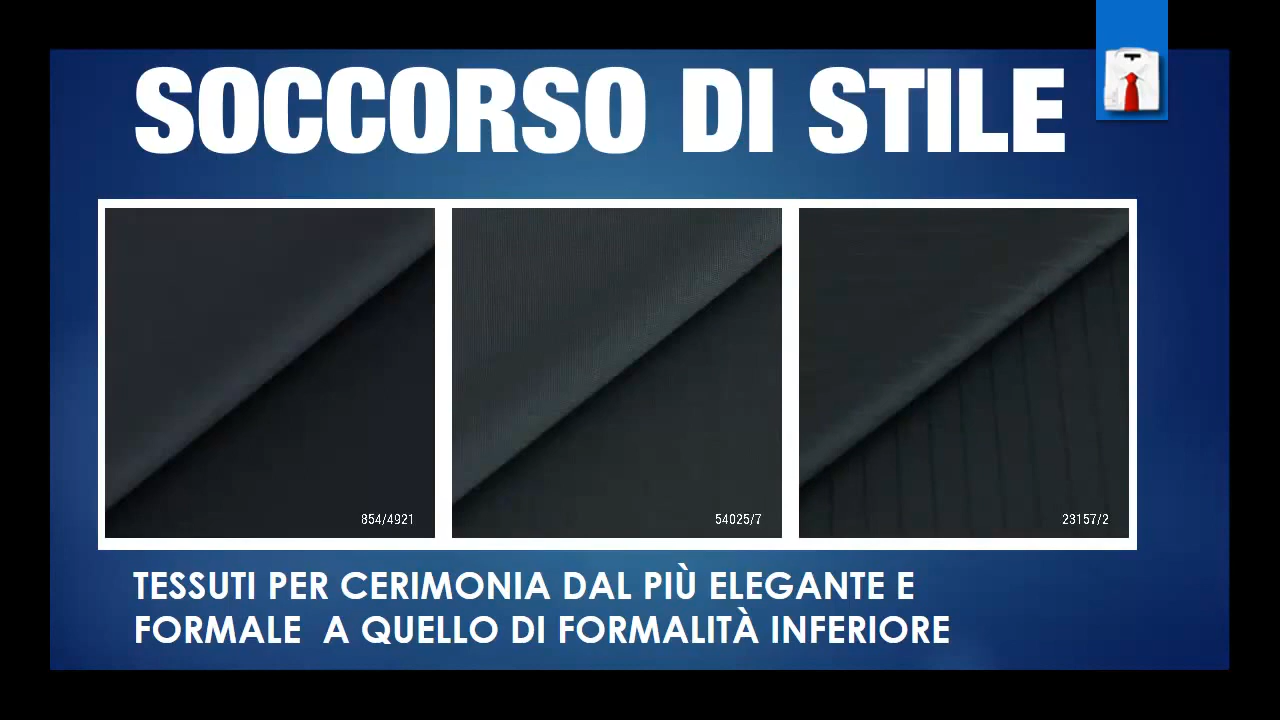 SOCCORSO DI STILE
854/4921
54025/7
23157/2
TESSUTI PER CERIMONIA DAL PIÙ ELEGANTE E
FORMALE A QUELLO DI FORMALITÀ INFERIORE